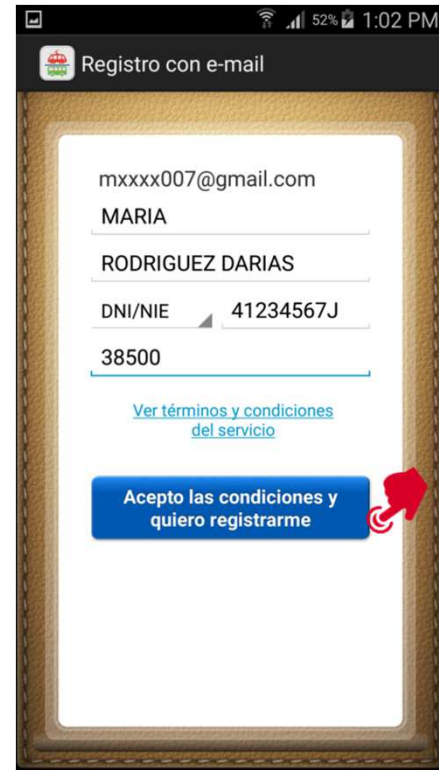 52% 1:02 PM
Registro con e-mail
mxxxx007@gmail.com
MARIA
RODRIGUEZ DARIAS
DNI/NIE 41234567J
38500
Ver términos y condiciones
del servicio
Acepto las condiciones y
quiero registrarme